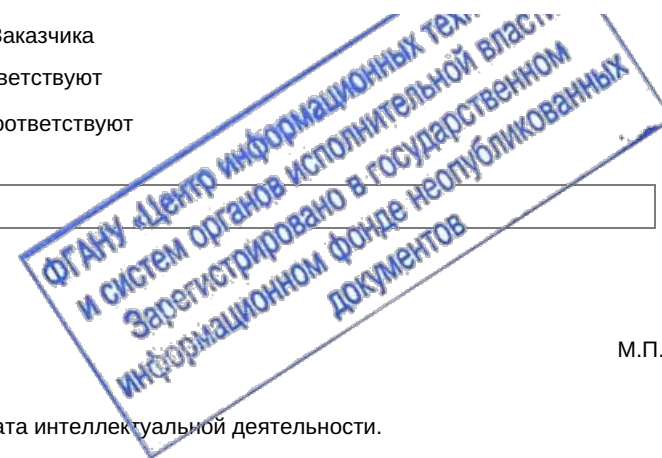 Заказчика
ветствуют
ответствуют
ФГАНУ «Центр информационных техн
и систем органов исполнительной власти
Зарегистрировано в государственном
информационном фонде неопубликованных
документов
М.П.
ата интеллектуальной деятельности.